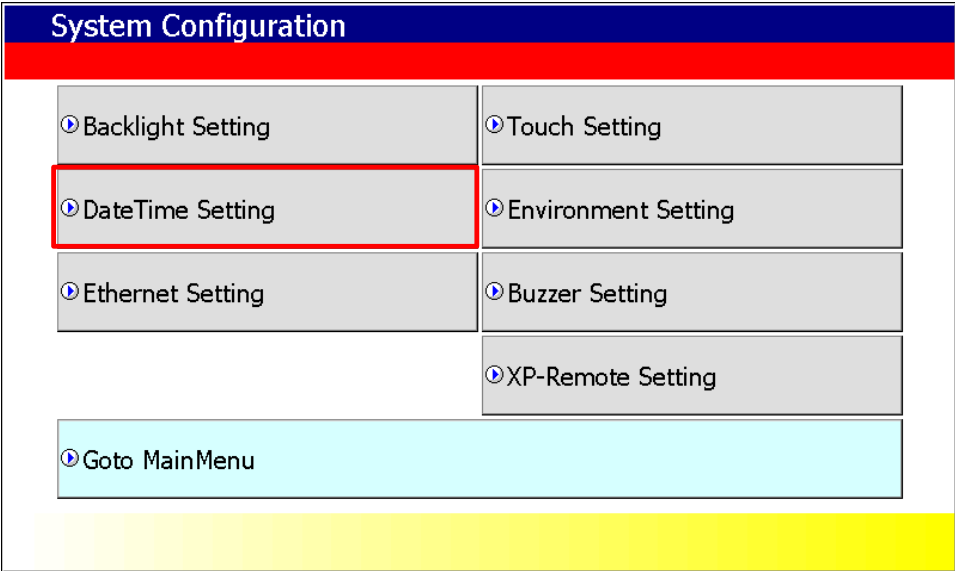 System Configuration
Backlight Setting
Touch Setting
DateTime Setting
Environment Setting
Ethernet Setting
Buzzer Setting
XP-Remote Setting
Goto MainMenu